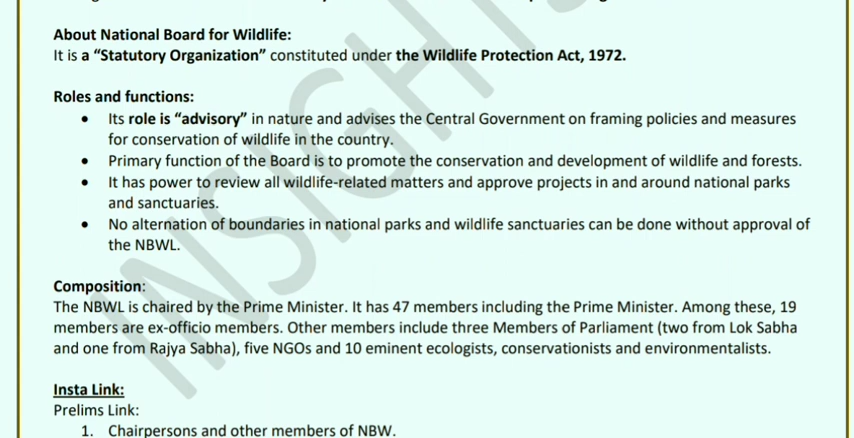 About National Board for Wildlife:
It is a “Statutory Organization” constituted under the Wildlife Protection Act, 1972.
Roles and functions:
• Its role is “advisory” in nature and advises the Central Government on framing policies and measures
for conservation of wildlife in the country.
• Primary function of the Board is to promote the conservation and development of wildlife and forests.
• It has power to review all wildlife-related matters and approve projects in and around national parks
and sanctuaries.
• No alternation of boundaries in national parks and wildlife sanctuaries can be done without approval of
the NBWL.
Composition:
The NBWL is chaired by the Prime Minister. It has 47 members including the Prime Minister. Among these, 19
members are ex-officio members. Other members include three Members of Parliament (two from Lok Sabha
and one from Rajya Sabha), five NGOs and 10 eminent ecologists, conservationists and environmentalists.
Insta Link:
Prelims Link:
1. Chairpersons and other members of NBW.
INSIGHTS